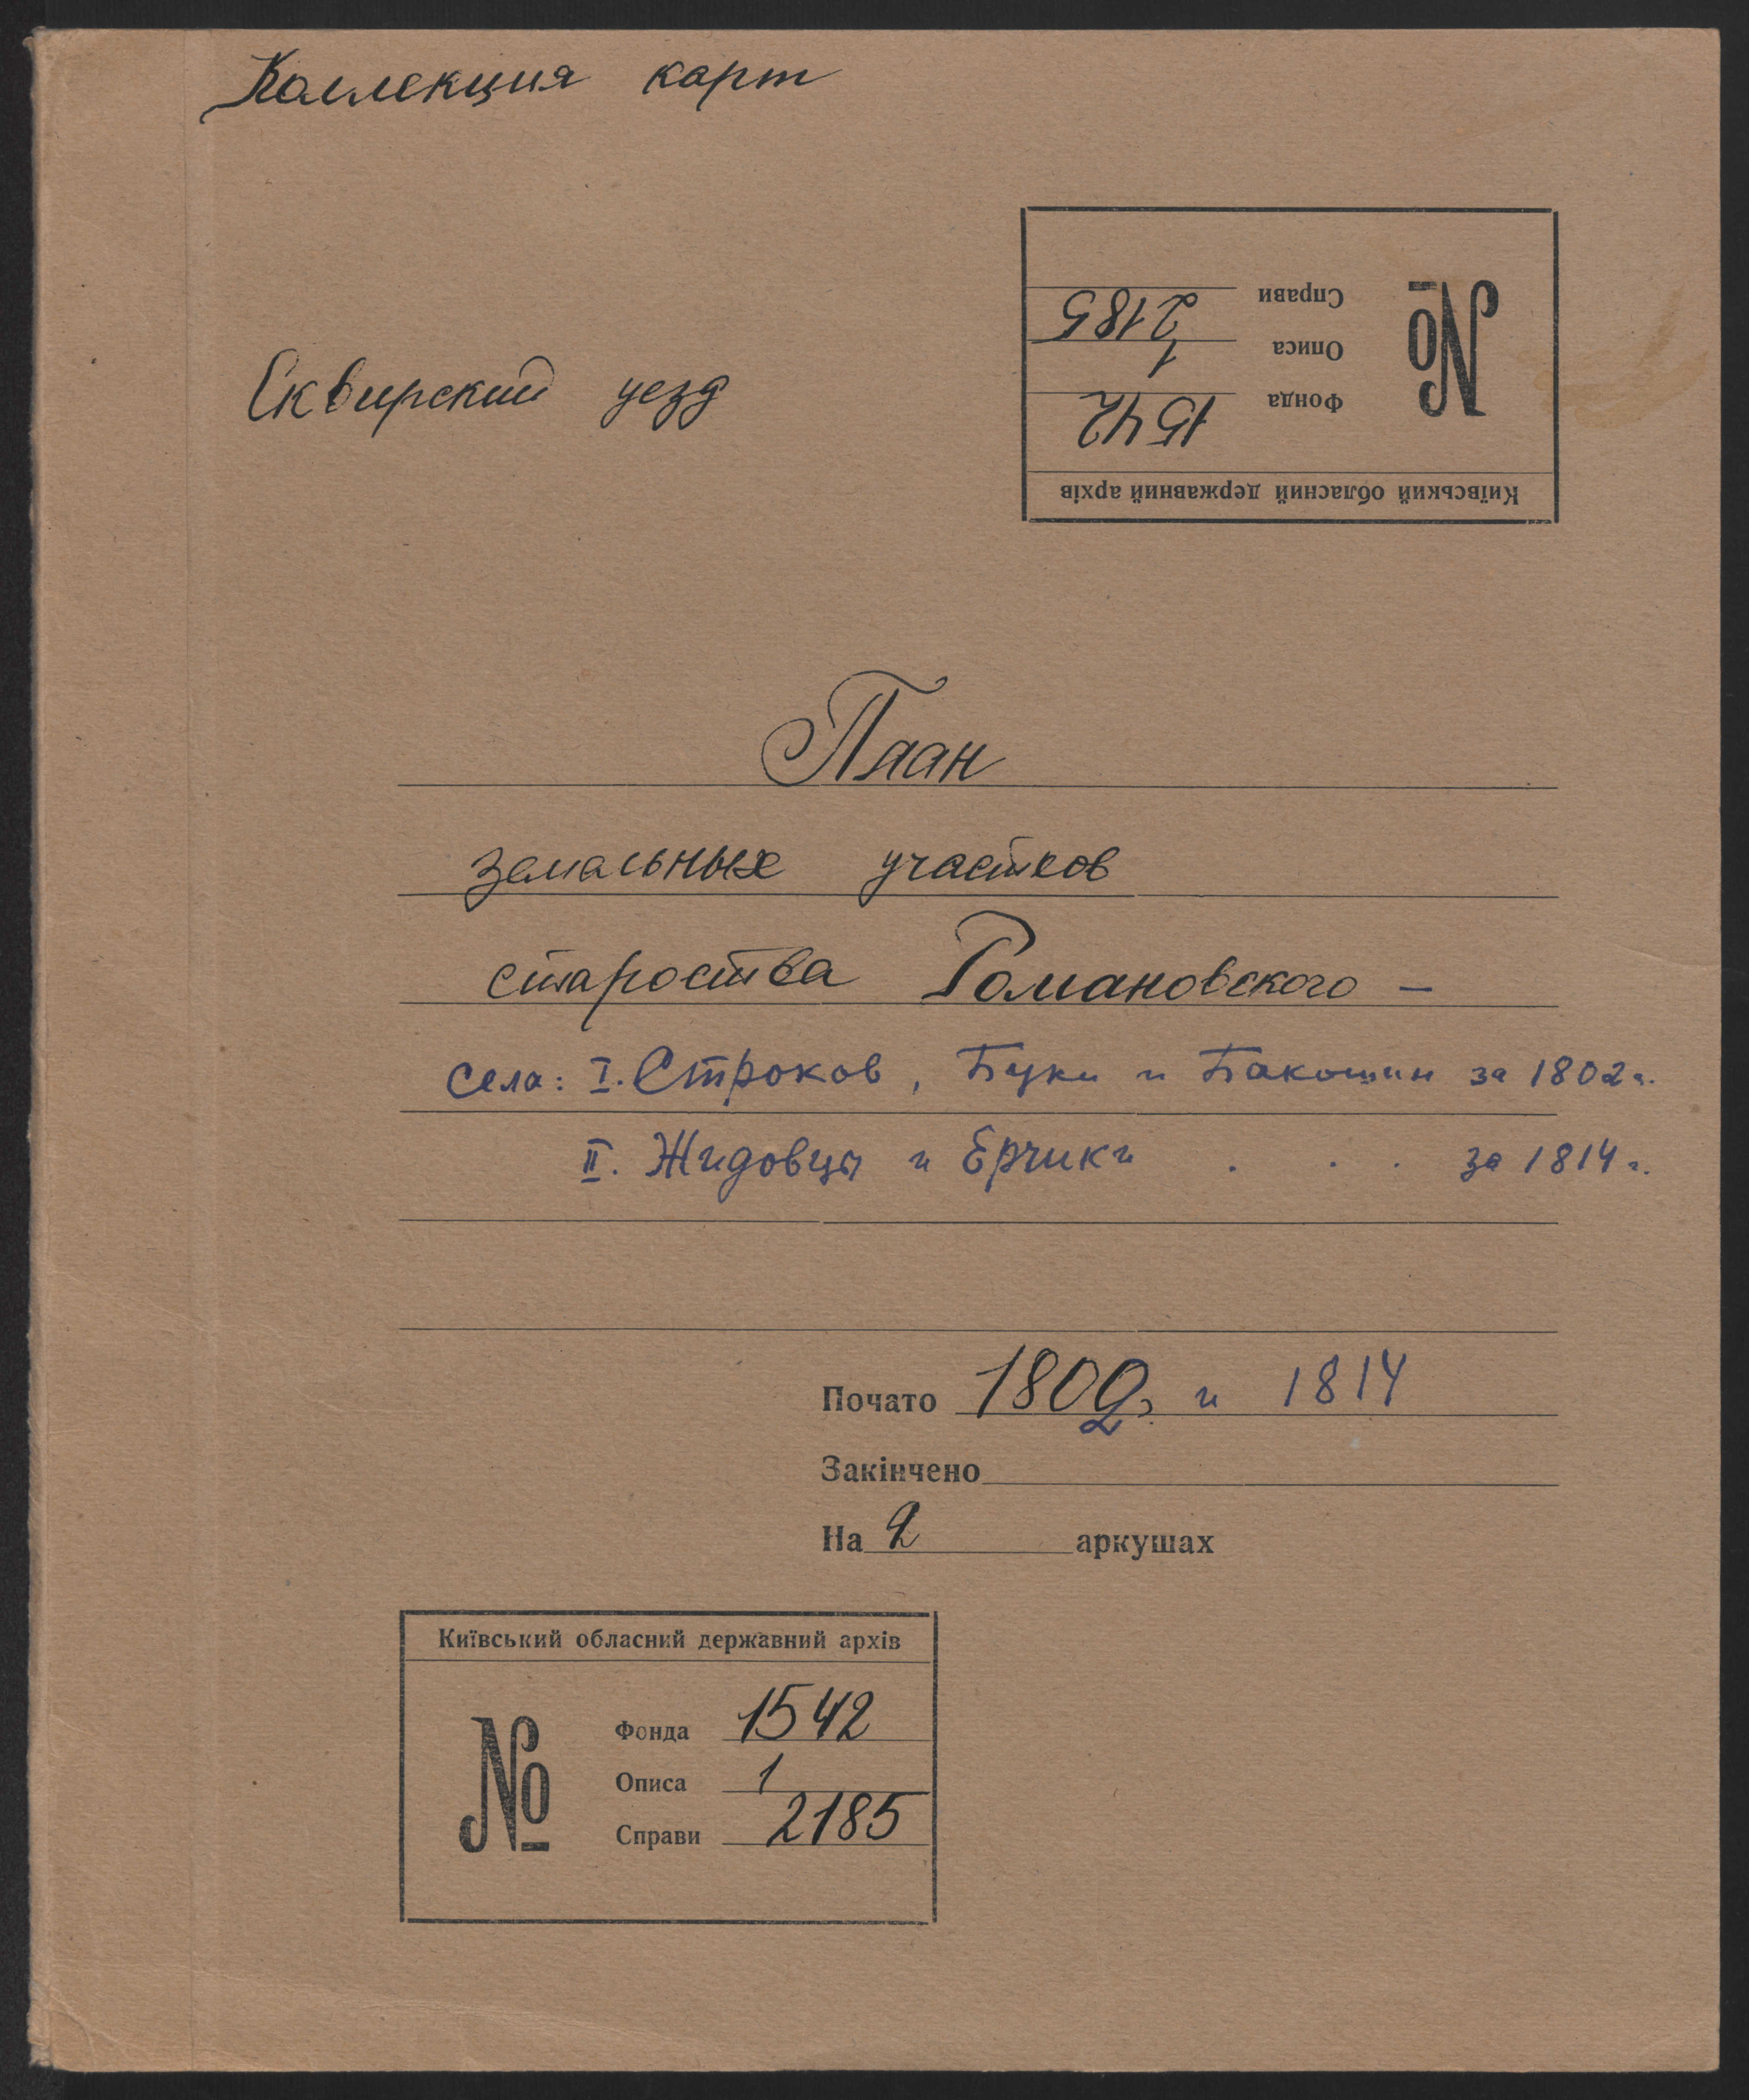 Коллекция карт
Справи 2185
Описа 1
Фонда 1542
№
Київський обласний державний архів
Сквирский уезд
План
земельных участков
староства Романовского –
села: I. Строков, Буки и Бакошин за 1802 г.
II. Жидовцы и Ерчики . . . за 1814 г.
Почато 1802 г. и 1814
Закінчено
На 2 аркушах
Київський обласний державний архів
№
Фонда 1542
Описа 1
Справи 2185